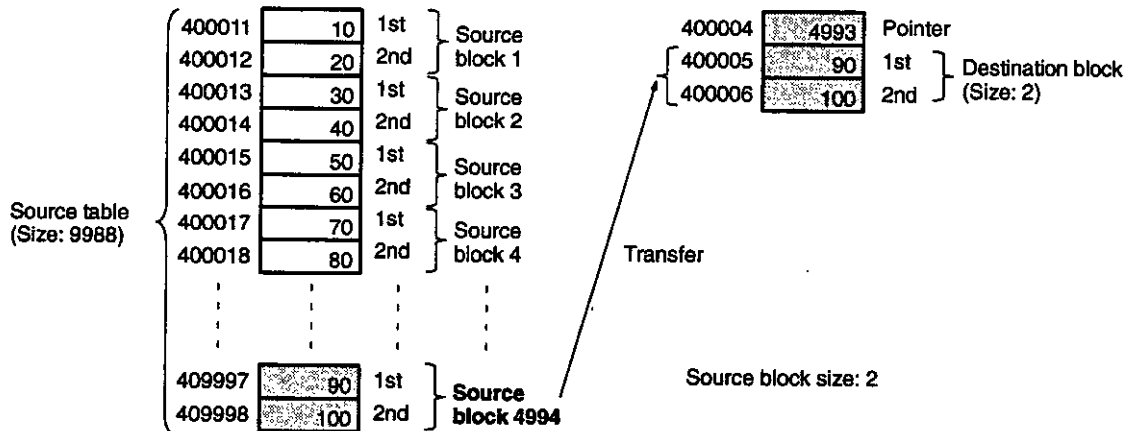 Source table
(Size: 9988)
400011 10 1st
400012 20 2nd
Source
block 1
400013 30 1st
400014 40 2nd
Source
block 2
400015 50 1st
400016 60 2nd
Source
block 3
400017 70 1st
400018 80 2nd
Source
block 4
409997 90 1st
409998 100 2nd
Source
block 4994
Transfer
400004 4993 Pointer
400005 90 1st
400006 100 2nd
Destination block
(Size: 2)
Source block size: 2